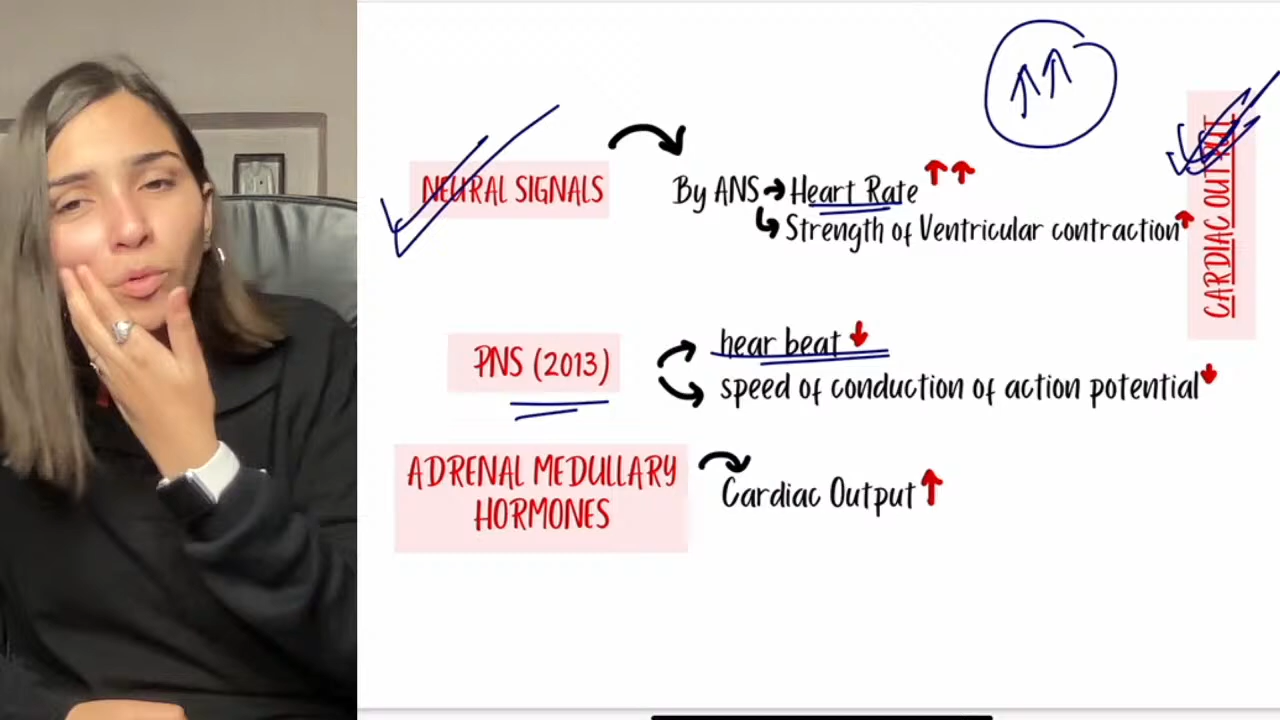 NEURAL SIGNALS
By ANS → Heart Rate ↑↑
↳ Strength of Ventricular contraction ↑
CARDIAC OUTPUT
PNS (2013)
hear beat ↓
speed of conduction of action potential ↓
ADRENAL MEDULLARY
HORMONES
Cardiac Output ↑